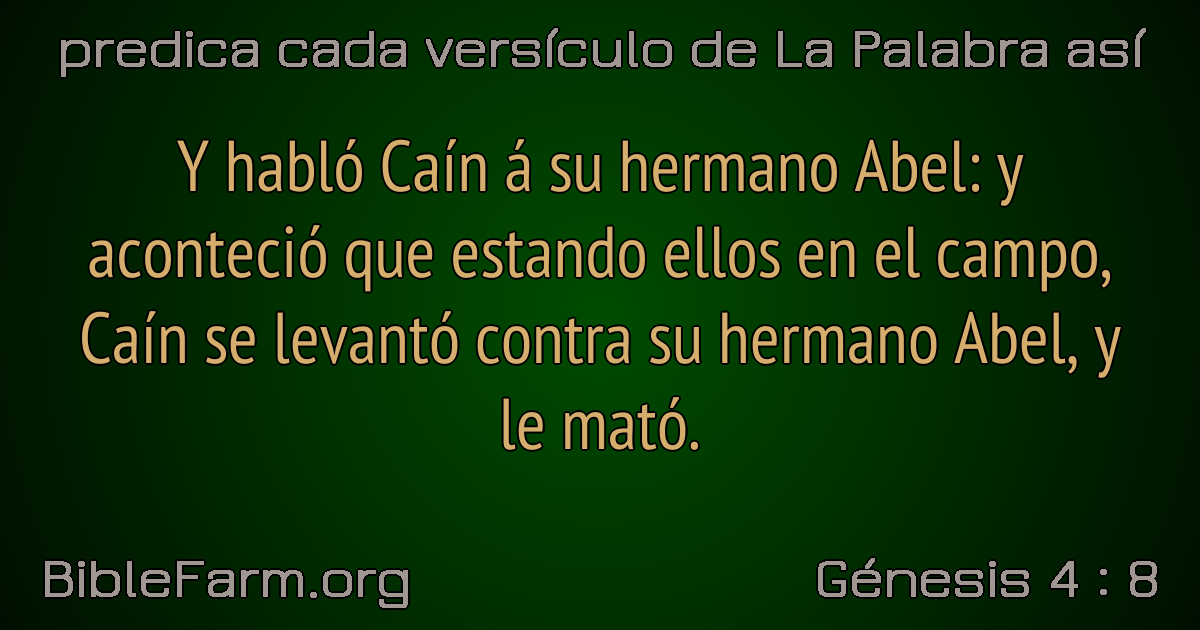 predica cada versículo de La Palabra así
Y habló Caín á su hermano Abel: y
aconteció que estando ellos en el campo,
Caín se levantó contra su hermano Abel, y
le mató.
BibleFarm.org
Génesis 4 : 8